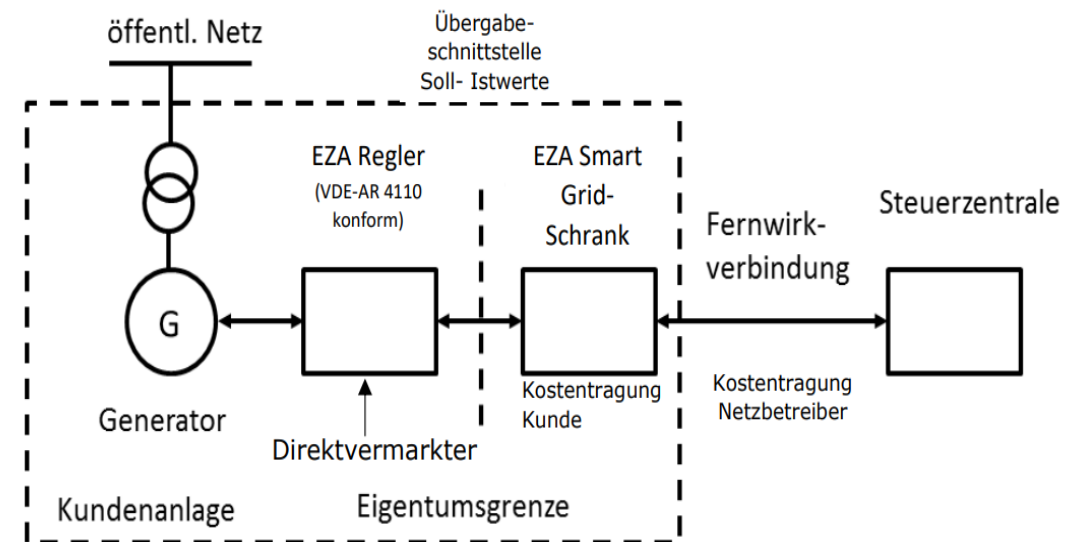 öffentl. Netz
Übergabe-
schnittstelle
Soll- Istwerte
EZA Regler
(VDE-AR 4110
konform)
EZA Smart
Grid-
Schrank
Fernwirk-
verbindung
Steuerzentrale
G
Generator
Direktvermarkter
Kostentragung
Kunde
Kostentragung
Netzbetreiber
Kundenanlage
Eigentumsgrenze